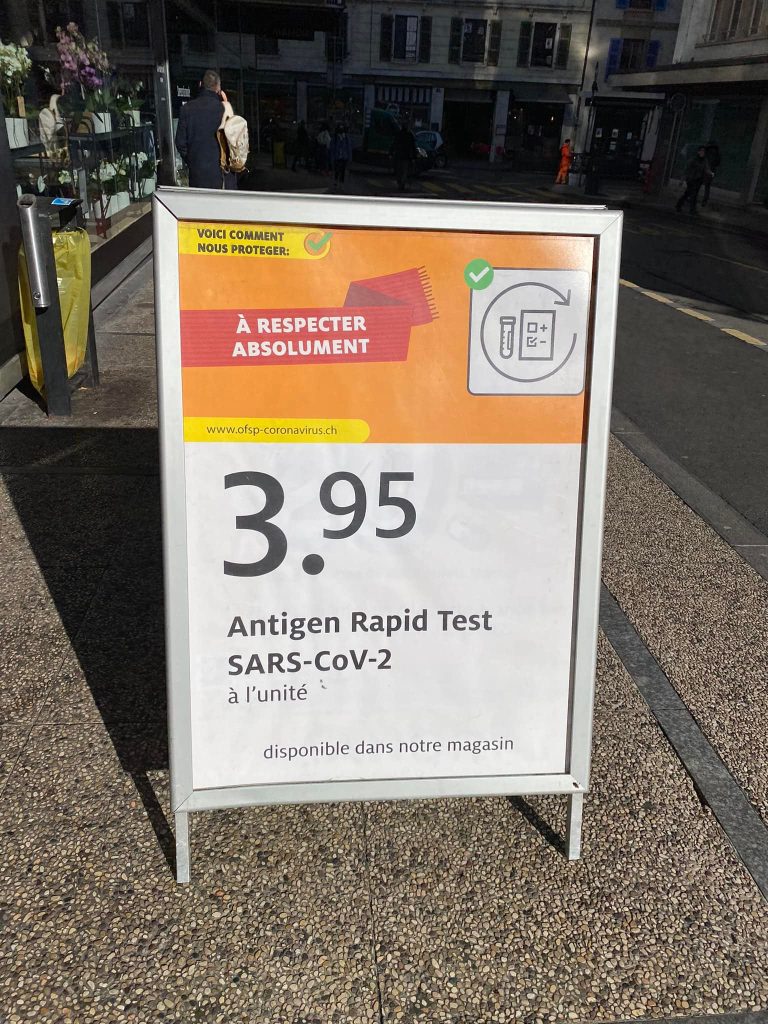 VOICI COMMENT
NOUS PROTEGER:
À RESPECTER
ABSOLUMENT
www.ofsp-coronavirus.ch
3.95
Antigen Rapid Test
SARS-CoV-2
à l'unité
disponible dans notre magasin